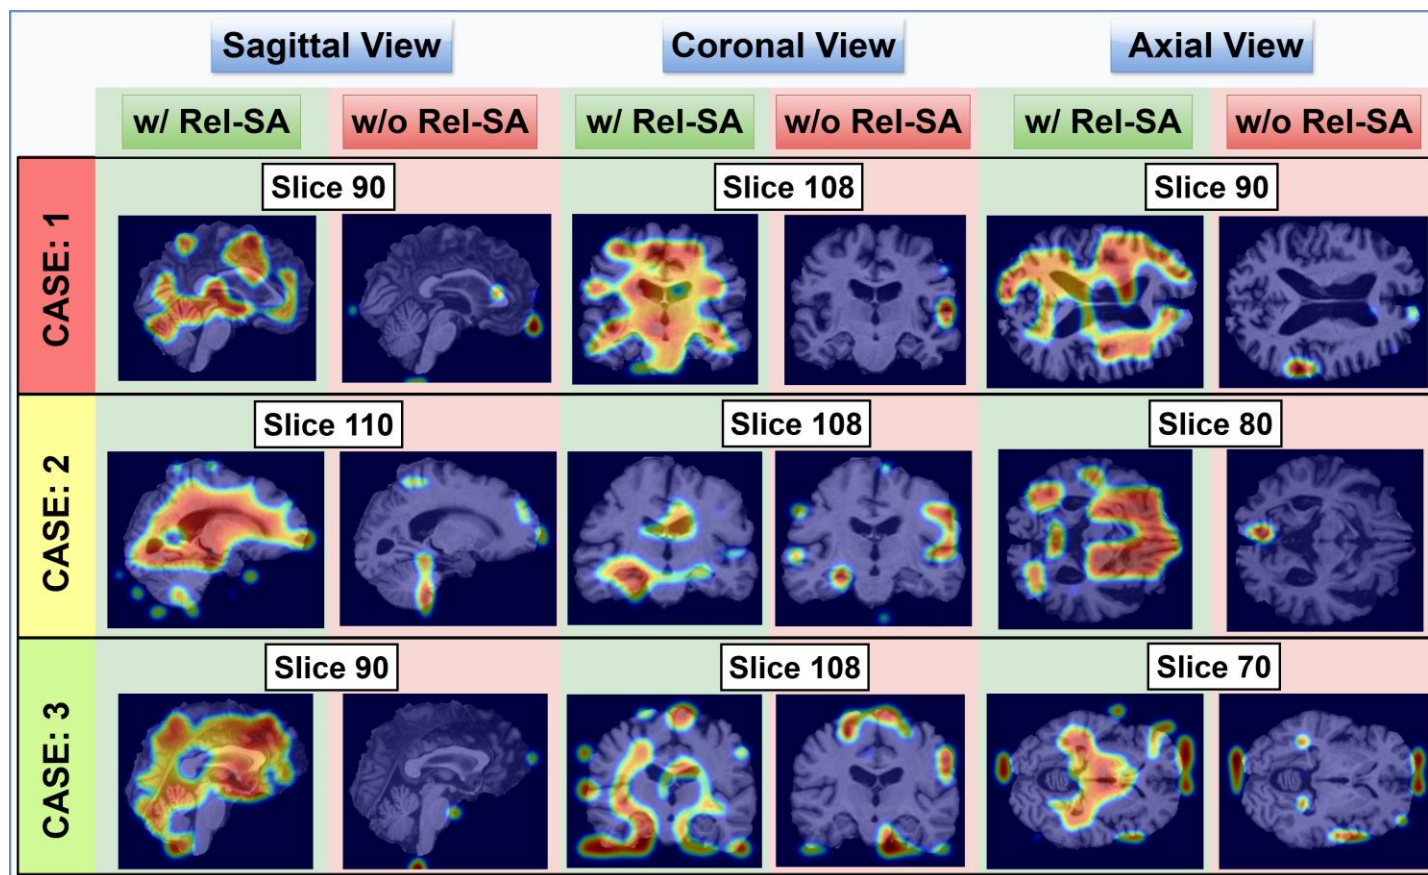 Sagittal View Coronal View Axial View
w/ Rel-SA w/o Rel-SA w/ Rel-SA w/o Rel-SA w/ Rel-SA w/o Rel-SA
CASE: 1
Slice 90 Slice 108 Slice 90
CASE: 2
Slice 110 Slice 108 Slice 80
CASE: 3
Slice 90 Slice 108 Slice 70